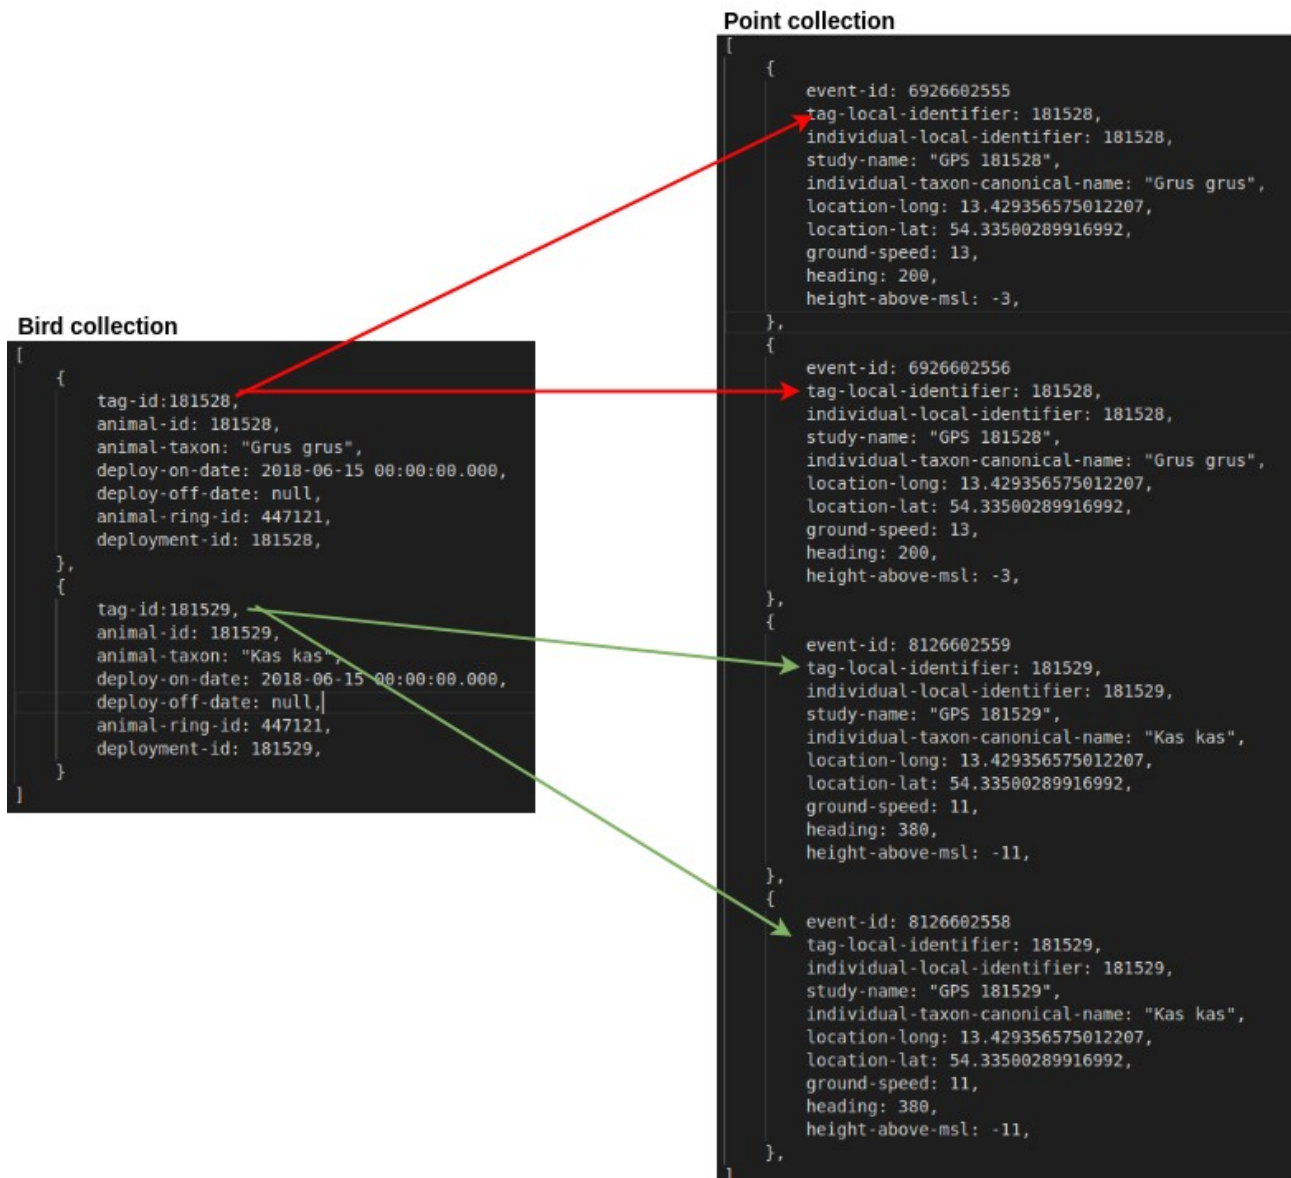 Bird collection
[
{
tag-id:181528,
animal-id: 181528,
animal-taxon: "Grus grus",
deploy-on-date: 2018-06-15 00:00:00.000,
deploy-off-date: null,
animal-ring-id: 447121,
deployment-id: 181528,
},
{
tag-id:181529,
animal-id: 181529,
animal-taxon: "Kas kas",
deploy-on-date: 2018-06-15 00:00:00.000,
deploy-off-date: null,
animal-ring-id: 447121,
deployment-id: 181529,
}
]
Point collection
[
{
event-id: 6926602555
tag-local-identifier: 181528,
individual-local-identifier: 181528,
study-name: "GPS 181528",
individual-taxon-canonical-name: "Grus grus",
location-long: 13.429356575012207,
location-lat: 54.33500289916992,
ground-speed: 13,
heading: 200,
height-above-msl: -3,
},
{
event-id: 6926602556
tag-local-identifier: 181528,
individual-local-identifier: 181528,
study-name: "GPS 181528",
individual-taxon-canonical-name: "Grus grus",
location-long: 13.429356575012207,
location-lat: 54.33500289916992,
ground-speed: 13,
heading: 200,
height-above-msl: -3,
},
{
event-id: 8126602559
tag-local-identifier: 181529,
individual-local-identifier: 181529,
study-name: "GPS 181529",
individual-taxon-canonical-name: "Kas kas",
location-long: 13.429356575012207,
location-lat: 54.33500289916992,
ground-speed: 11,
heading: 380,
height-above-msl: -11,
},
{
event-id: 8126602558
tag-local-identifier: 181529,
individual-local-identifier: 181529,
study-name: "GPS 181529",
individual-taxon-canonical-name: "Kas kas",
location-long: 13.429356575012207,
location-lat: 54.33500289916992,
ground-speed: 11,
heading: 380,
height-above-msl: -11,
},
]